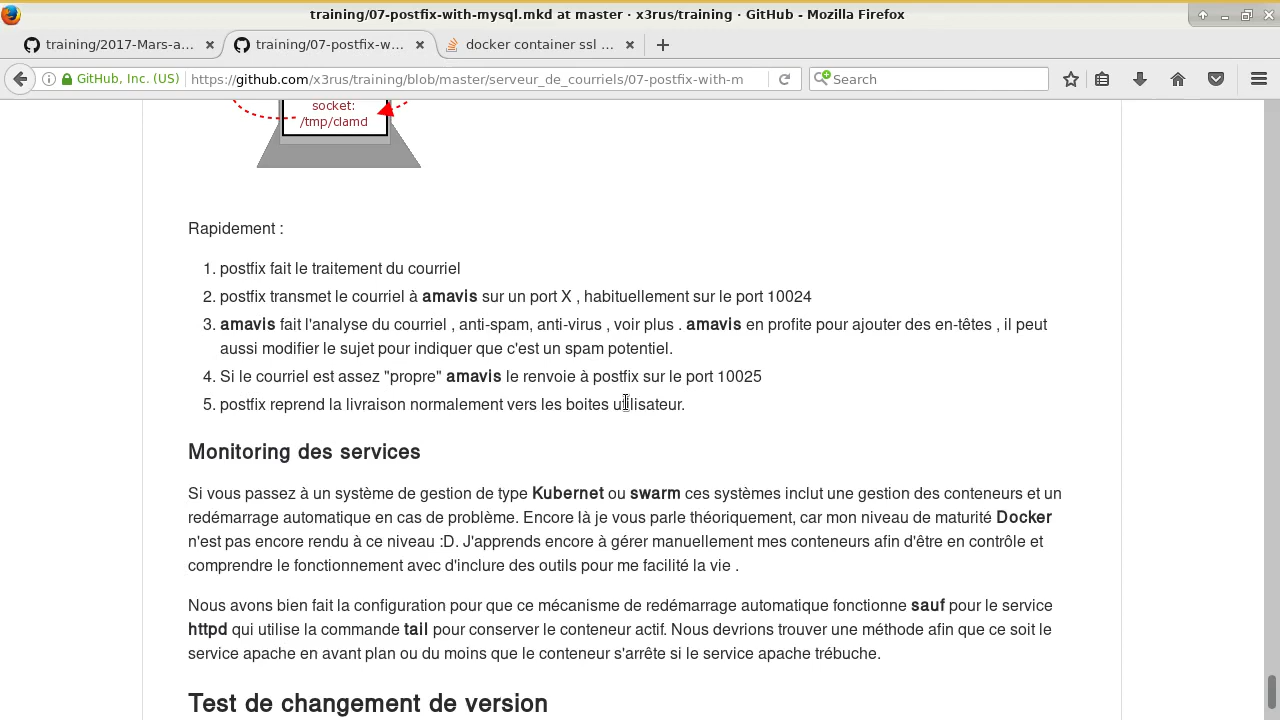 training/07-postfix-with-mysql.mkd at master · x3rus/training · GitHub - Mozilla Firefox
training/2017-Mars-a...
training/07-postfix-w...
docker container ssl ...
GitHub, Inc. (US)
https://github.com/x3rus/training/blob/master/serveur_de_courriels/07-postfix-with-m
Search
socket:
/tmp/clamd
Rapidement :
1. postfix fait le traitement du courriel
2. postfix transmet le courriel à amavis sur un port X , habituellement sur le port 10024
3. amavis fait l'analyse du courriel , anti-spam, anti-virus , voir plus . amavis en profite pour ajouter des en-têtes , il peut
aussi modifier le sujet pour indiquer que c'est un spam potentiel.
4. Si le courriel est assez "propre" amavis le renvoie à postfix sur le port 10025
5. postfix reprend la livraison normalement vers les boites utilisateur.
Monitoring des services
Si vous passez à un système de gestion de type Kubernet ou swarm ces systèmes inclut une gestion des conteneurs et un
redémarrage automatique en cas de problème. Encore là je vous parle théoriquement, car mon niveau de maturité Docker
n'est pas encore rendu à ce niveau :D. J'apprends encore à gérer manuellement mes conteneurs afin d'être en contrôle et
comprendre le fonctionnement avec d'inclure des outils pour me facilité la vie .
Nous avons bien fait la configuration pour que ce mécanisme de redémarrage automatique fonctionne sauf pour le service
httpd qui utilise la commande tail pour conserver le conteneur actif. Nous devrions trouver une méthode afin que ce soit le
service apache en avant plan ou du moins que le conteneur s'arrête si le service apache trébuche.
Test de changement de version